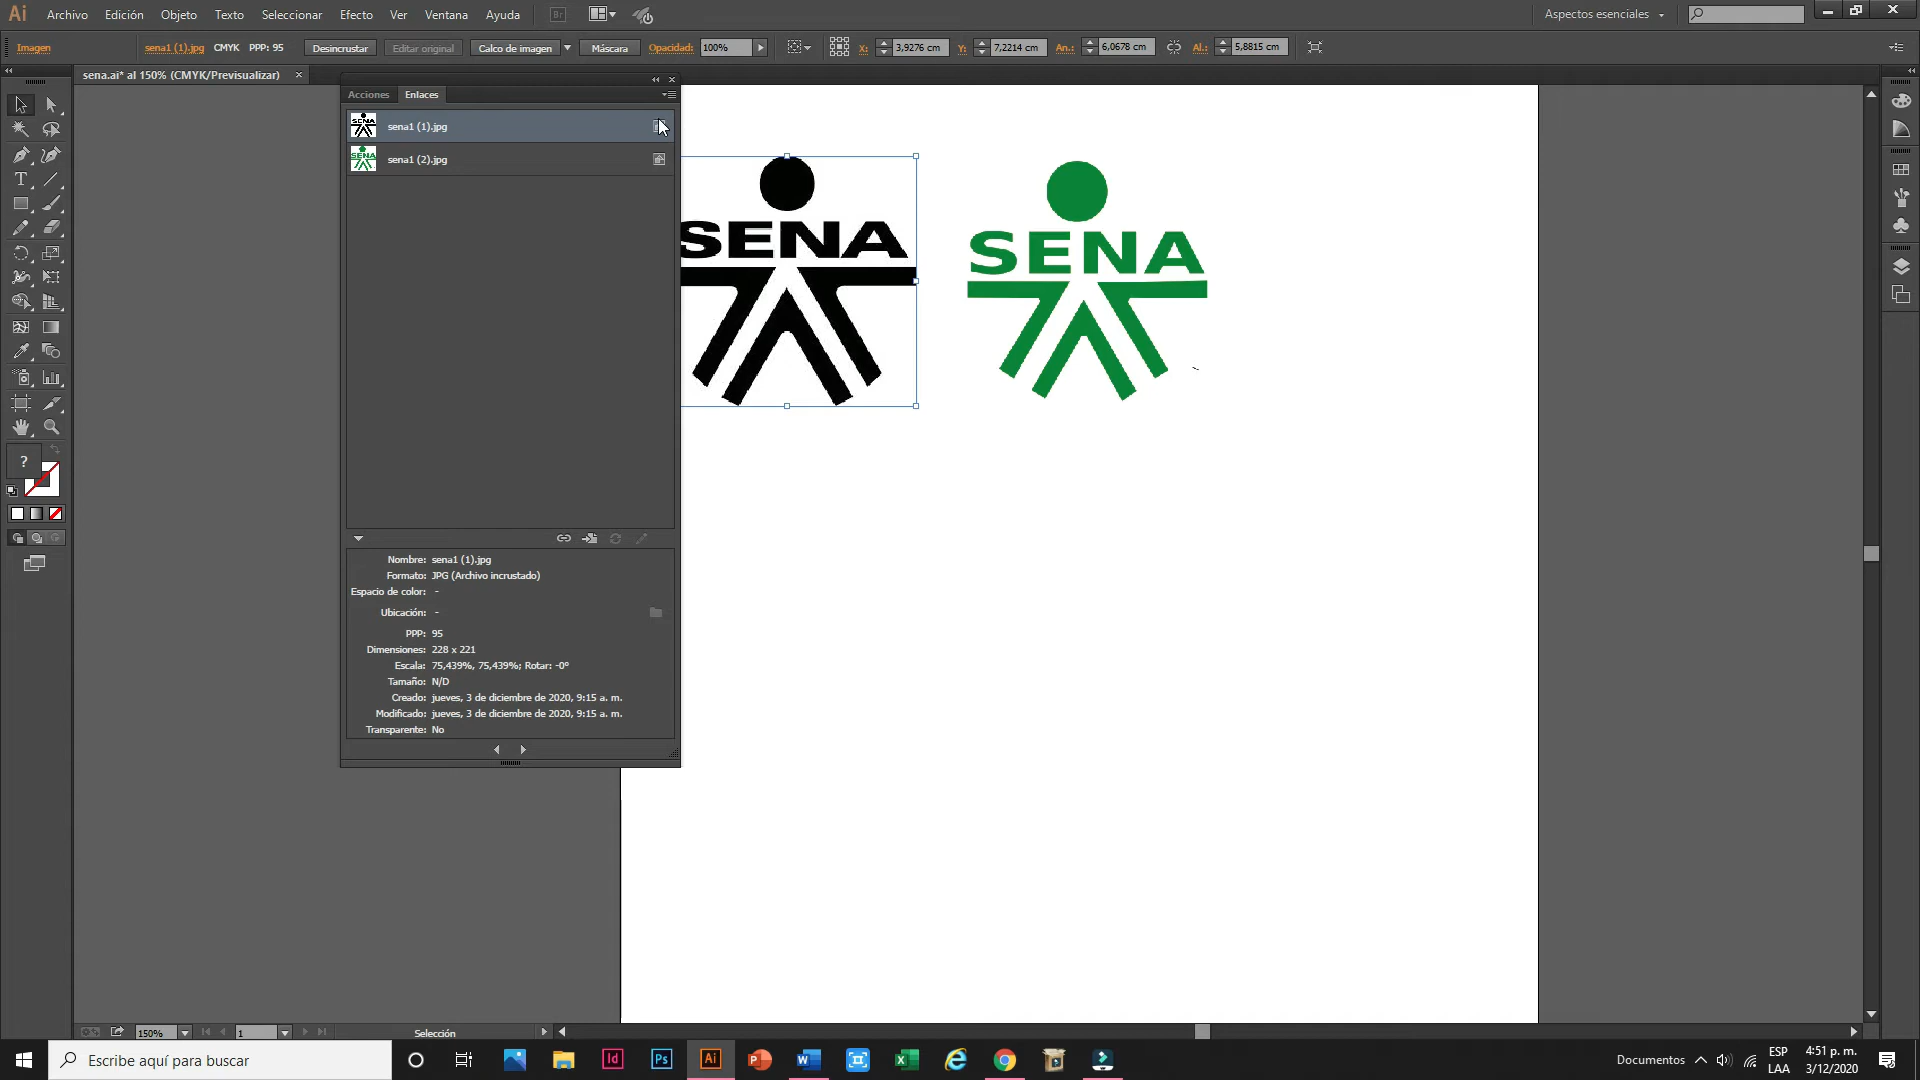 Ai Archivo Edición Objeto Texto Seleccionar Efecto Ver Ventana Ayuda Br Aspectos esenciales
Imagen sena1 (1).jpg CMYK PPP: 95 Desincrustar Editar original Calco de imagen Máscara Opacidad: 100% X: 3,9276 cm Y: 7,2214 cm An.: 6,0678 cm Al.: 5,8815 cm
sena.ai* al 150% (CMYK/Previsualizar)
Acciones Enlaces
sena1 (1).jpg
sena1 (2).jpg
SENA
SENA
Nombre: sena1 (1).jpg
Formato: JPG (Archivo incrustado)
Espacio de color: -
Ubicación: -
PPP: 95
Dimensiones: 228 x 221
Escala: 75,439%, 75,439%; Rotar: -0º
Tamaño: N/D
Creado: jueves, 3 de diciembre de 2020, 9:15 a. m.
Modificado: jueves, 3 de diciembre de 2020, 9:15 a. m.
Transparente: No
?
150% 1 Selección
Escribe aquí para buscar
Id Ps Ai
Documentos
ESP
LAA
4:51 p. m.
3/12/2020